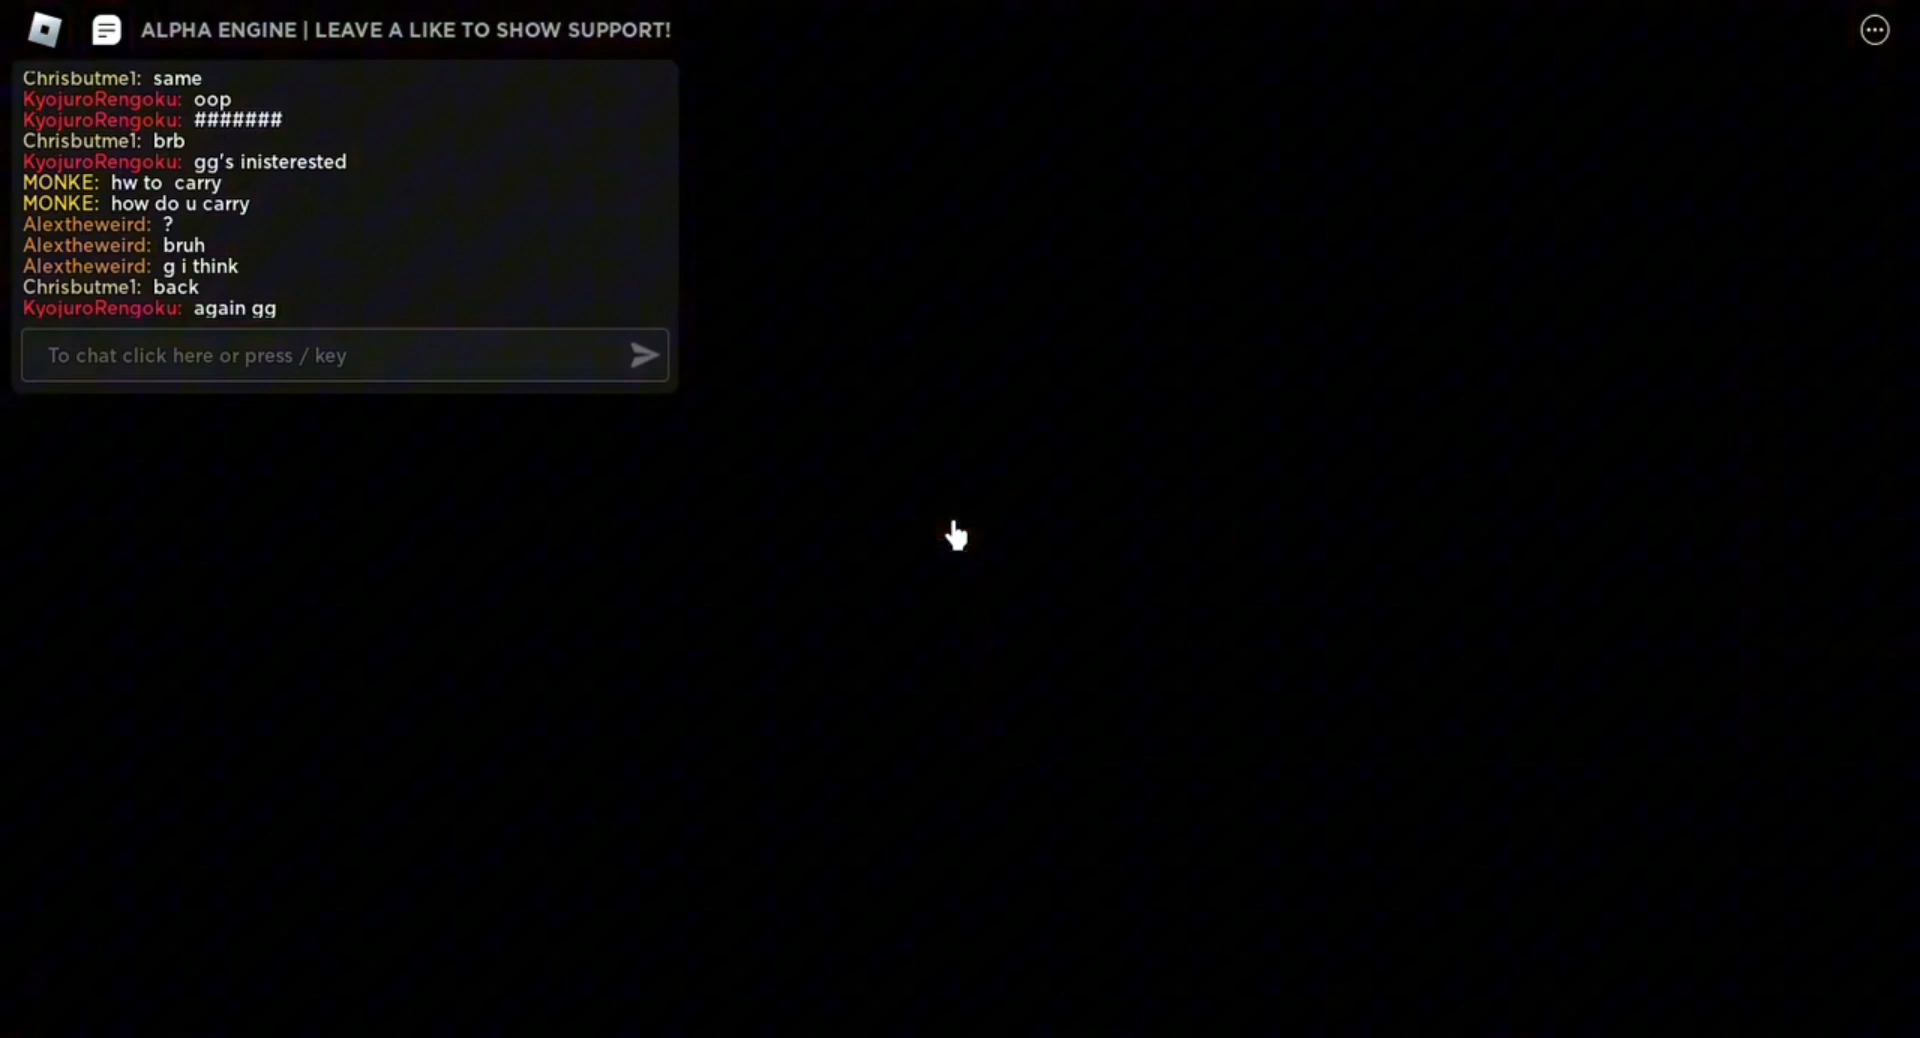 ALPHA ENGINE | LEAVE A LIKE TO SHOW SUPPORT!
Chrisbutme1: same
KyojuroRengoku: oop
KyojuroRengoku: #######
Chrisbutme1: brb
KyojuroRengoku: gg's inisterested
MONKE: hw to  carry
MONKE: how do u carry
Alextheweird: ?
Alextheweird: bruh
Alextheweird: g i think
Chrisbutme1: back
KyojuroRengoku: again gg
To chat click here or press / key